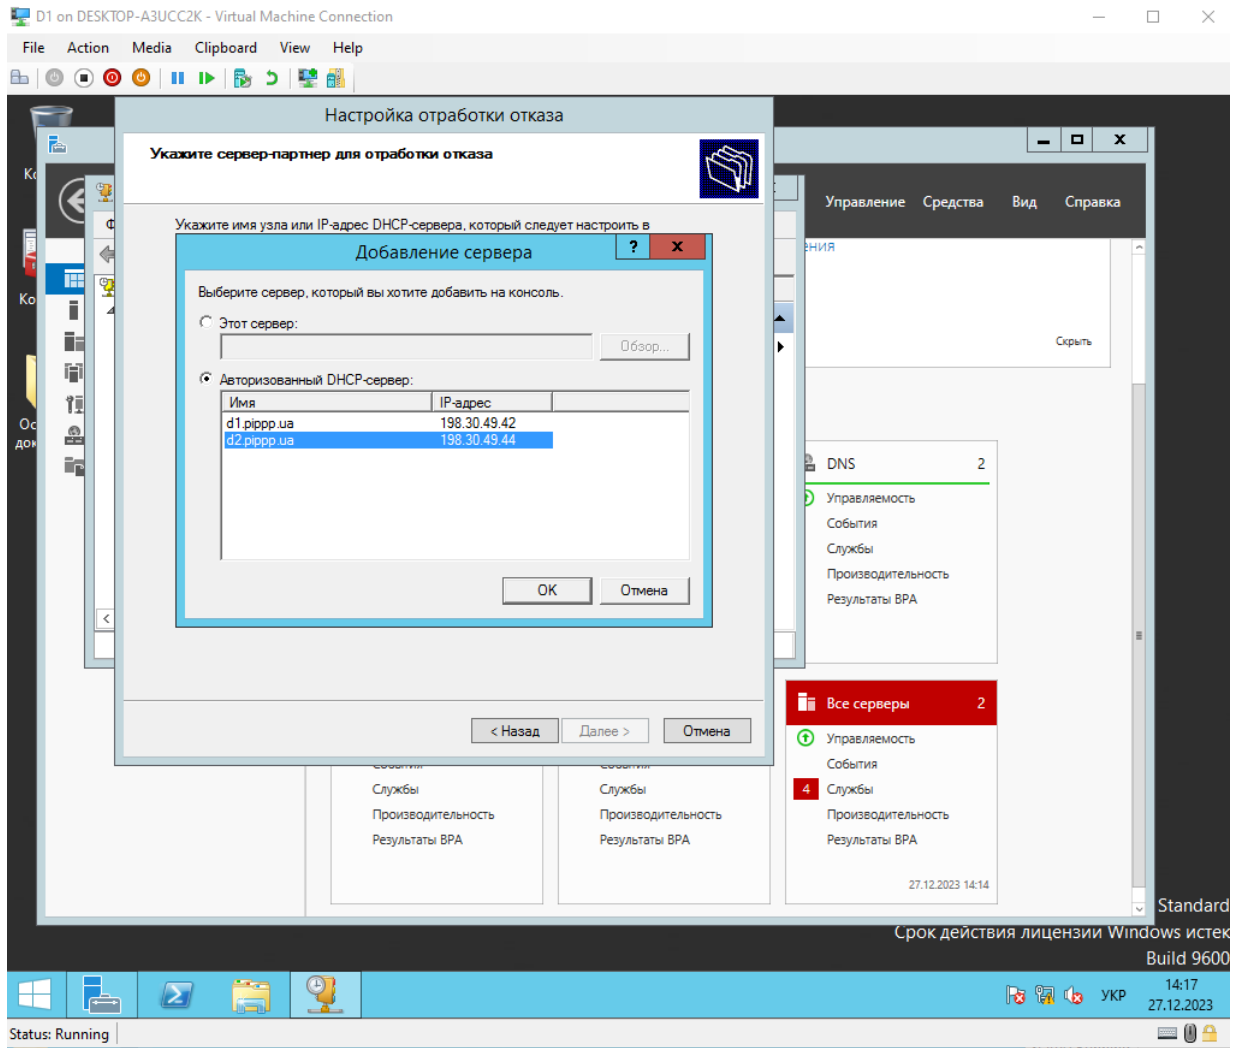 D1 on DESKTOP-A3UCC2K - Virtual Machine Connection
File Action Media Clipboard View Help
Настройка отработки отказа
Укажите сервер-партнер для отработки отказа
Управление Средства Вид Справка
Укажите имя узла или IP-адрес DHCP-сервера, который следует настроить в
Добавление сервера
? x
Выберите сервер, который вы хотите добавить на консоль.
Этот сервер:
Обзор...
Скрыть
Авторизованный DHCP-сервер:
Имя IP-адрес
d1.pippp.ua 198.30.49.42
d2.pippp.ua 198.30.49.44
OK Отмена
DNS 2
Управляемость
События
Службы
Производительность
Результаты BPA
< Назад Далее > Отмена
Службы
Производительность
Результаты BPA
Службы
Производительность
Результаты BPA
Все серверы 2
Управляемость
События
4 Службы
Производительность
Результаты BPA
27.12.2023 14:14
Standard
Срок действия лицензии Windows истек
Build 9600
УКР
14:17
27.12.2023
Status: Running